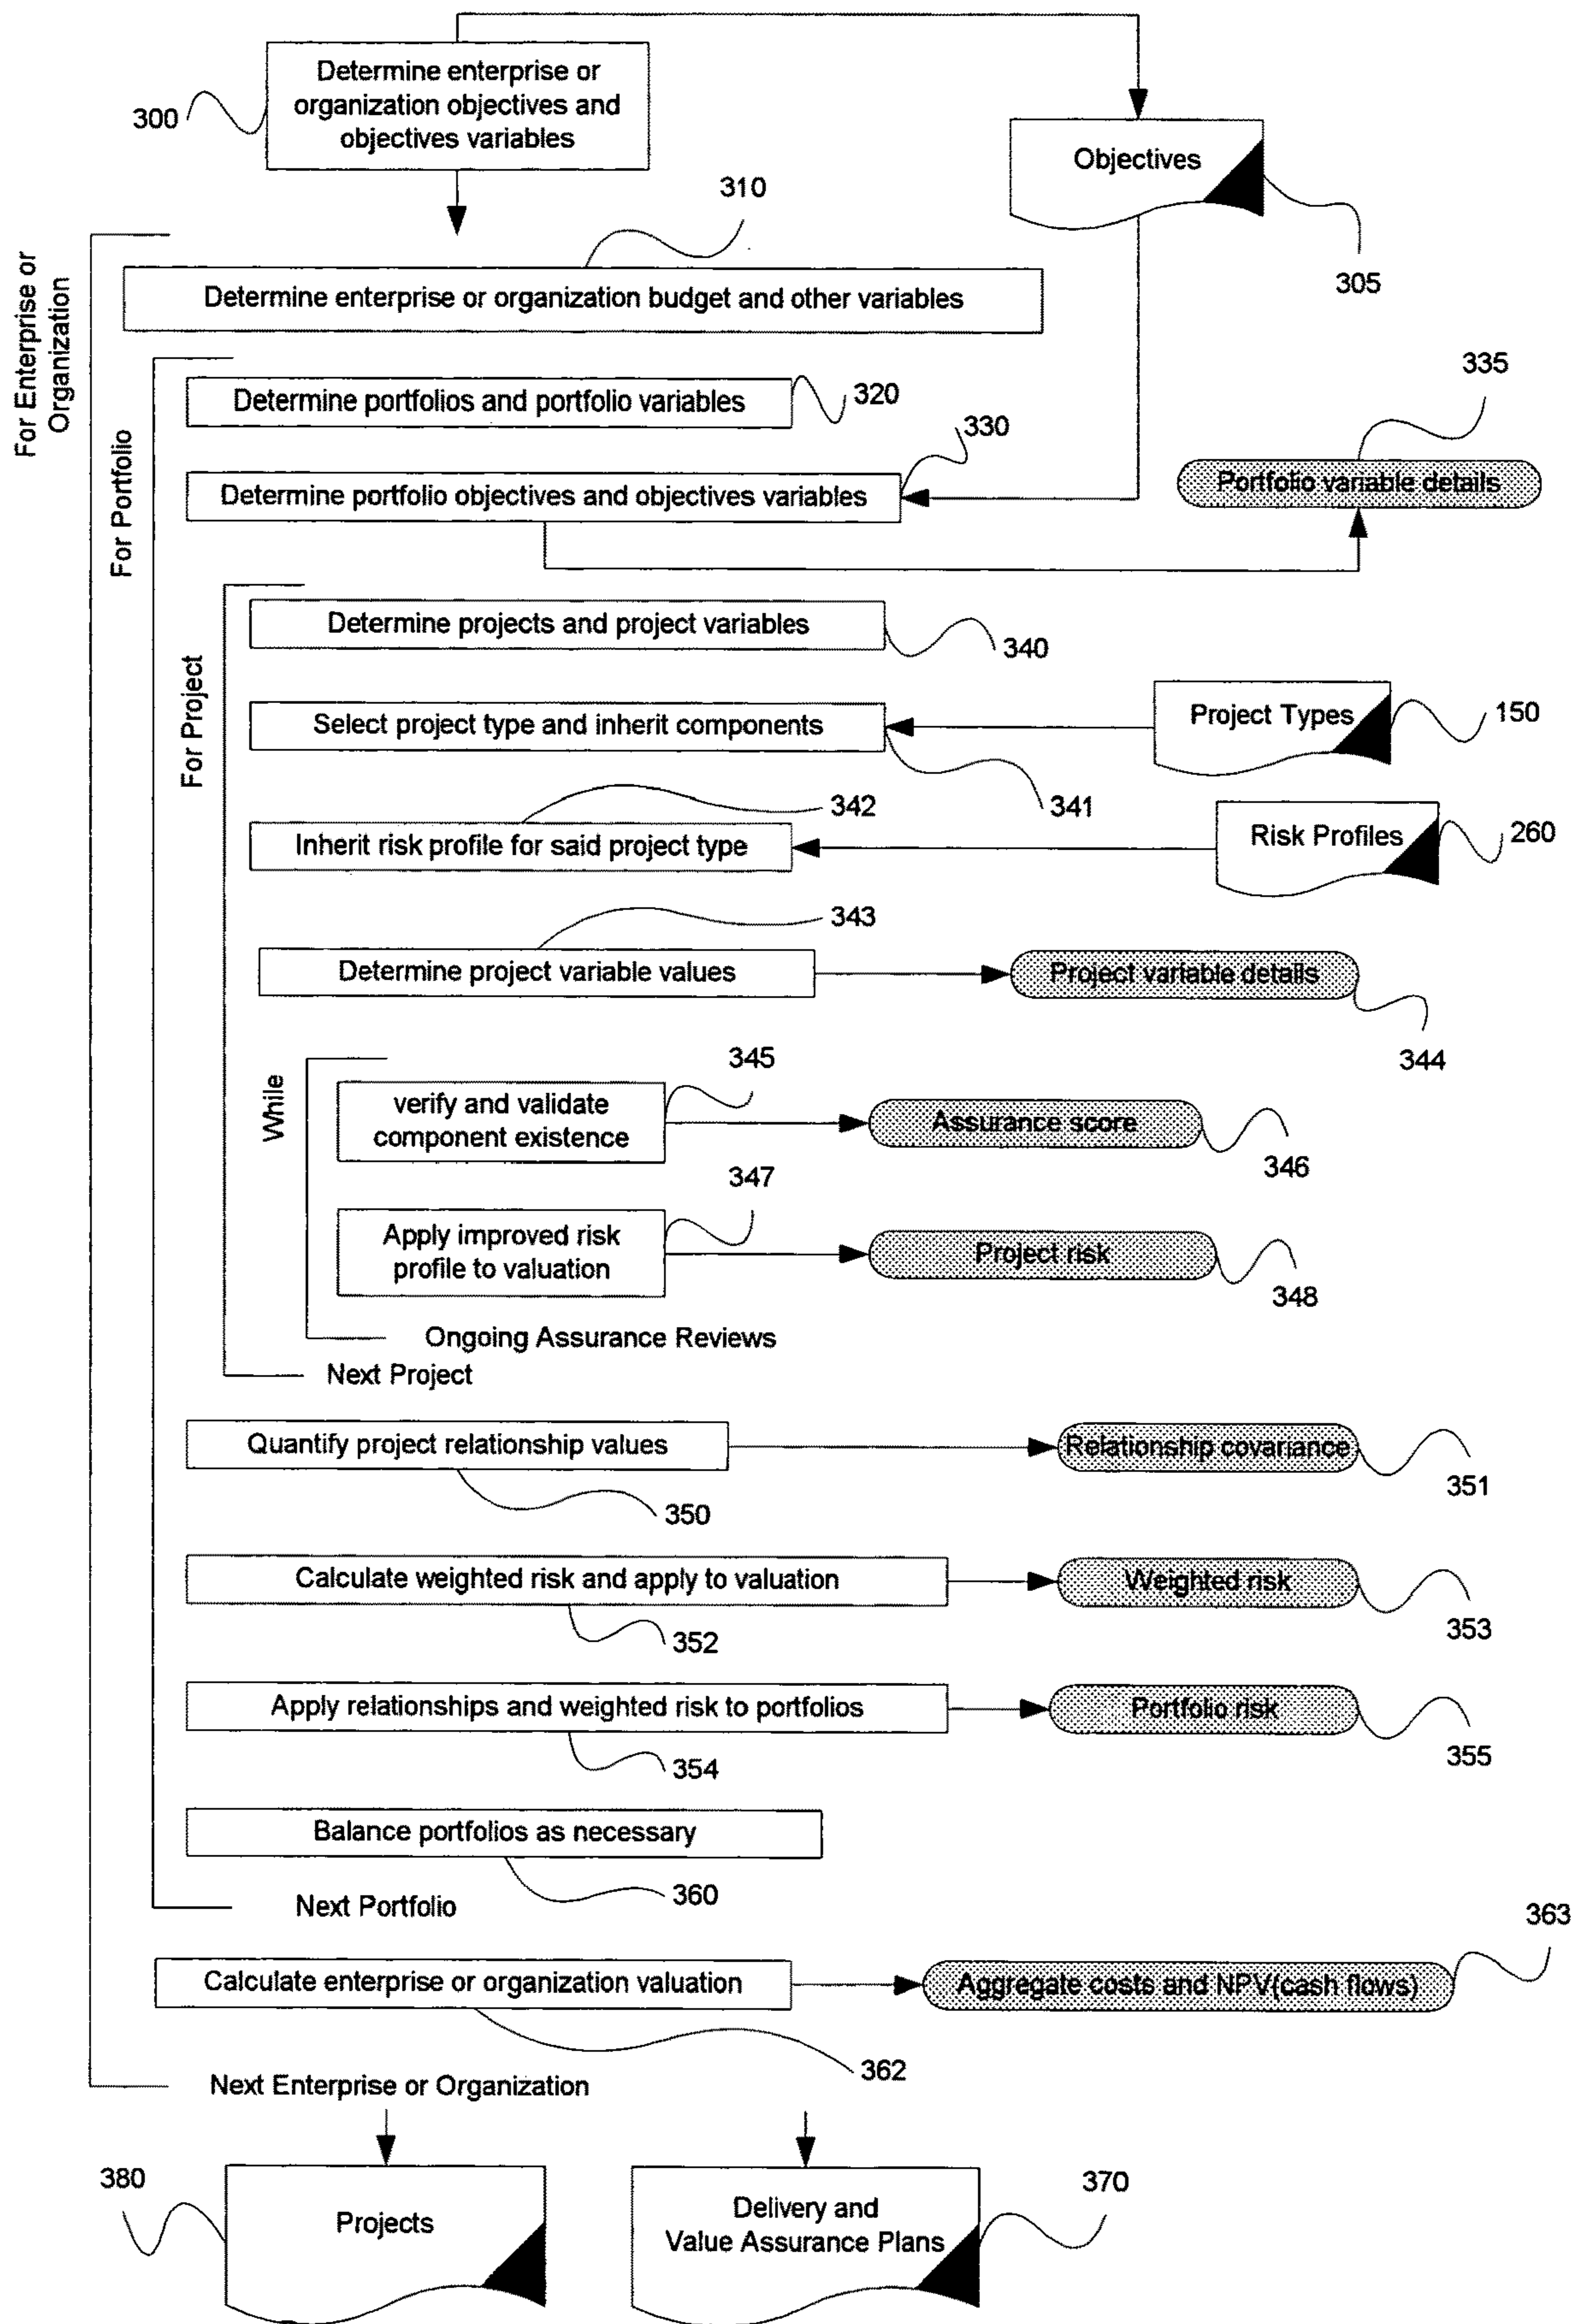 Determine enterprise or
organization objectives and
objectives variables
300
Objectives
305
310
For Enterprise or
Organization
Determine enterprise or organization budget and other variables
For Portfolio
Determine portfolios and portfolio variables
320
330
335
Determine portfolio objectives and objectives variables
Portfolio variable details
For Project
Determine projects and project variables
340
Select project type and inherit components
Project Types
150
341
342
Inherit risk profile for said project type
Risk Profiles
260
343
Determine project variable values
Project variable details
344
While
345
verify and validate
component existence
Assurance score
346
347
Apply improved risk
profile to valuation
Project risk
348
Ongoing Assurance Reviews
Next Project
Quantify project relationship values
Relationship covariance
351
350
Calculate weighted risk and apply to valuation
Weighted risk
353
352
Apply relationships and weighted risk to portfolios
Portfolio risk
355
354
Balance portfolios as necessary
360
Next Portfolio
363
Calculate enterprise or organization valuation
Aggregate costs and NPV(cash flows)
362
Next Enterprise or Organization
380
Projects
Delivery and
Value Assurance Plans
370